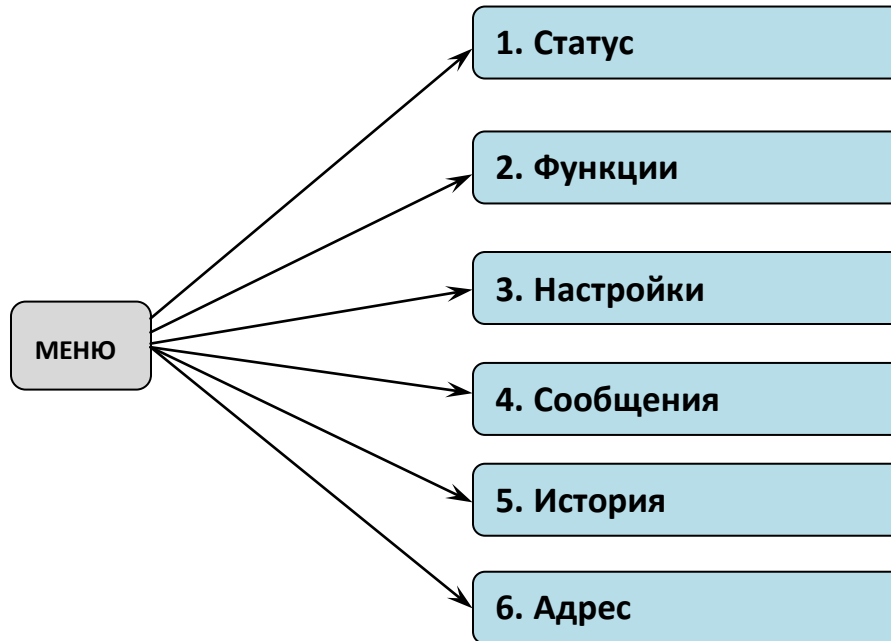 1. Статус
2. Функции
3. Настройки
МЕНЮ
4. Сообщения
5. История
6. Адрес